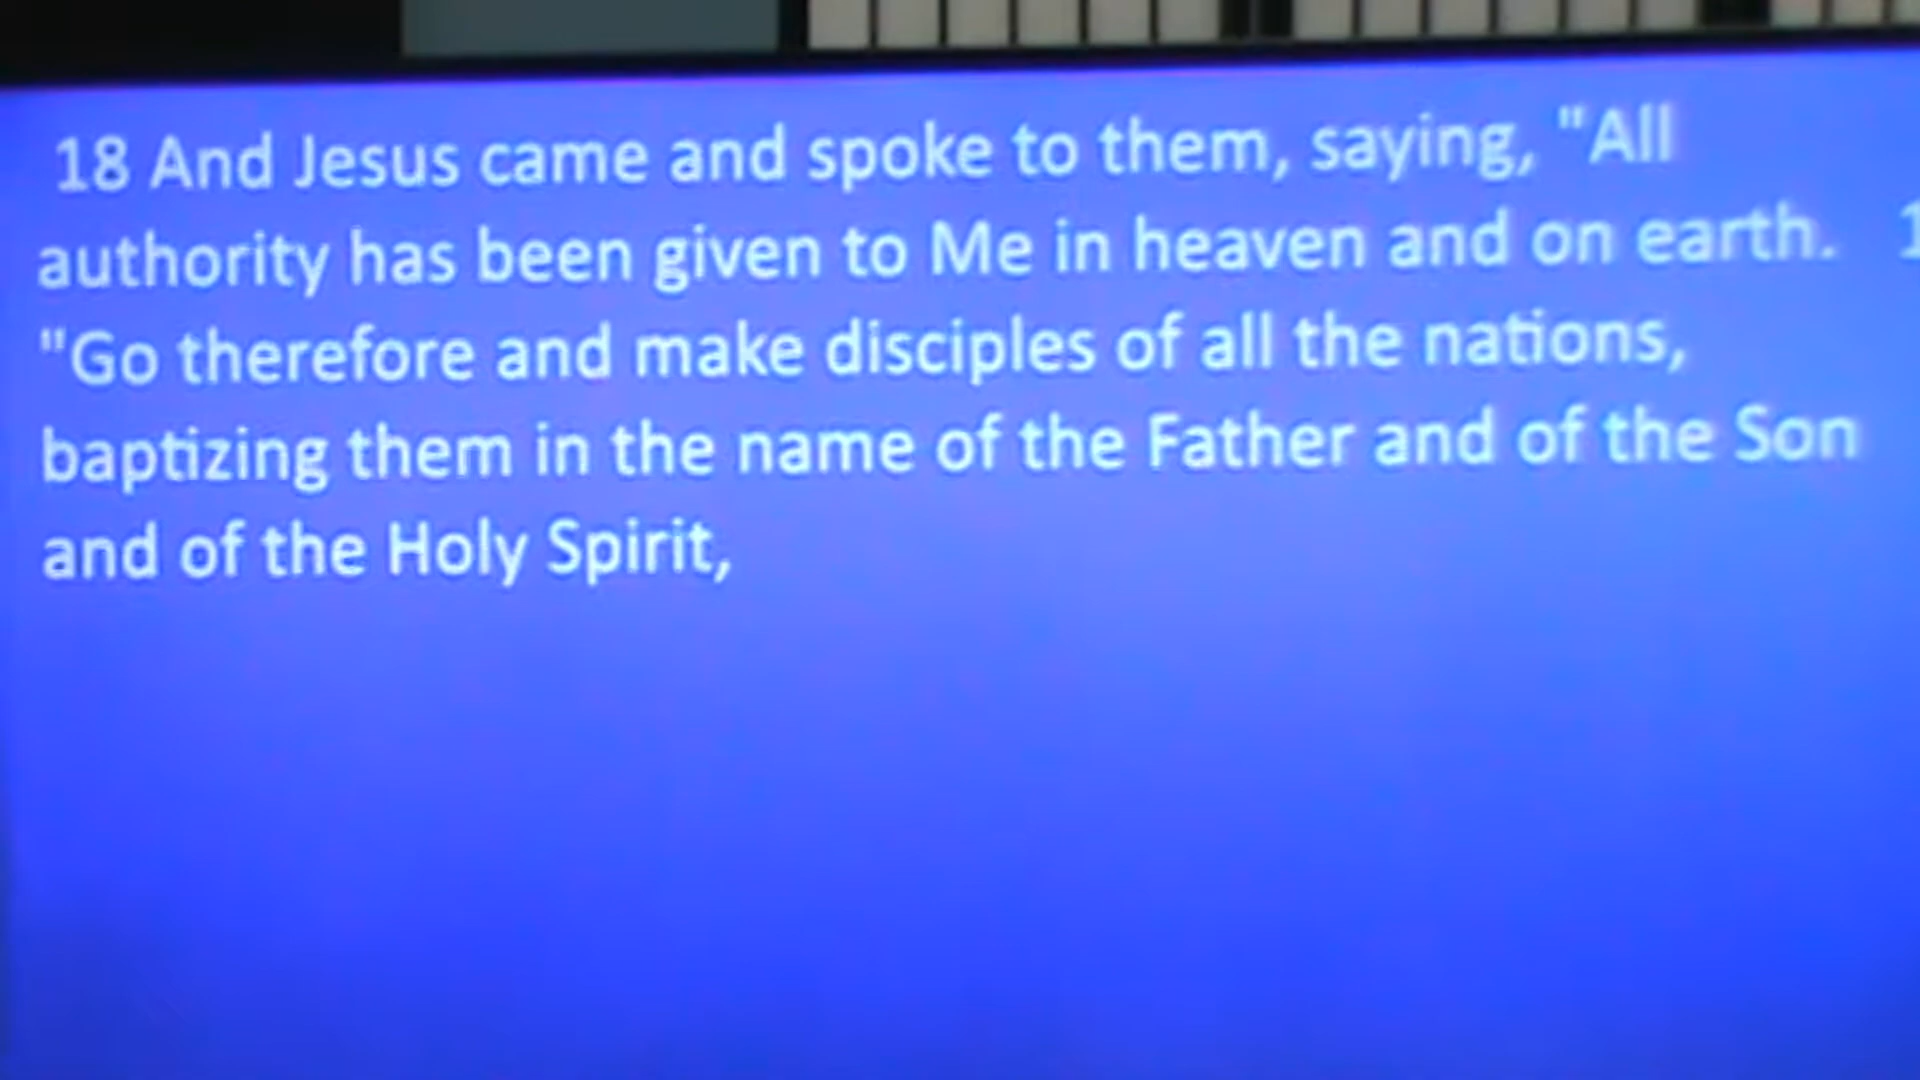 18 And Jesus came and spoke to them, saying, "All
authority has been given to Me in heaven and on earth. 1
"Go therefore and make disciples of all the nations,
baptizing them in the name of the Father and of the Son
and of the Holy Spirit,